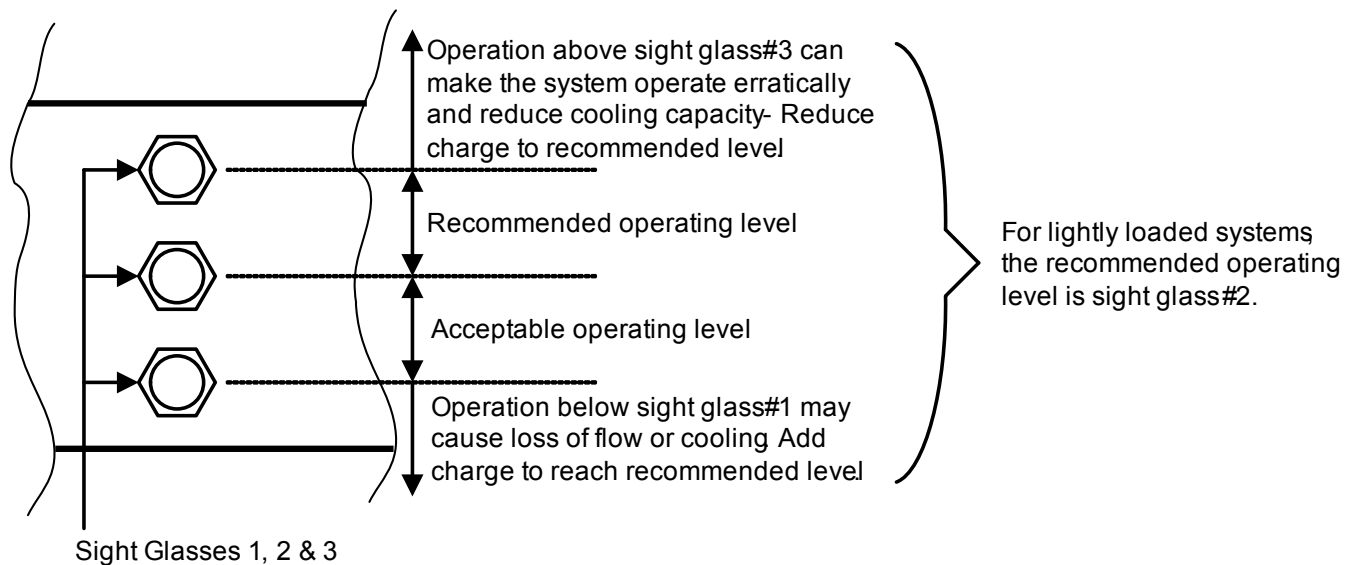 Operation above sight glass#3 can
make the system operate erratically
and reduce cooling capacity- Reduce
charge to recommended level.
Recommended operating level
Acceptable operating level
Operation below sight glass#1 may
cause loss of flow or cooling. Add
charge to reach recommended level.
For lightly loaded systems,
the recommended operating
level is sight glass#2.
Sight Glasses 1, 2 & 3